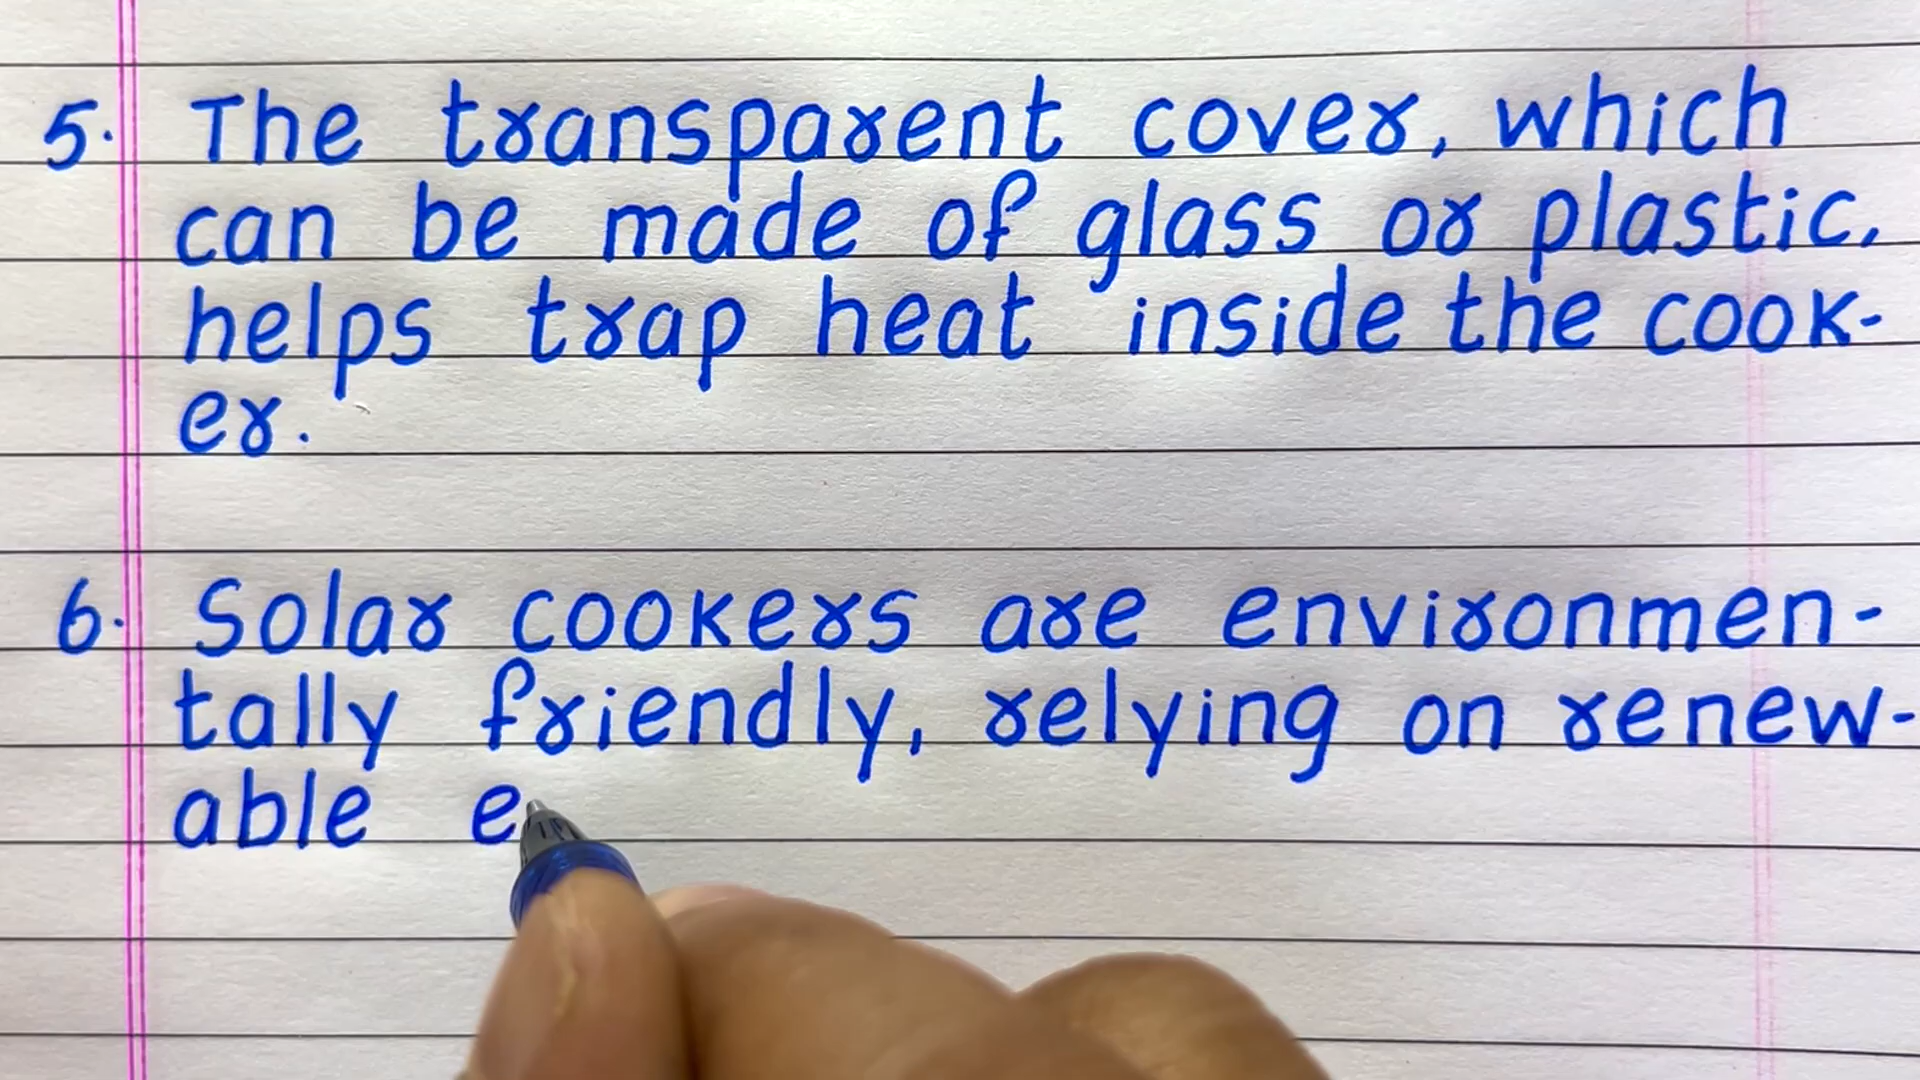 5. The transparent cover, which
can be made of glass or plastic,
helps trap heat inside the cook-
er.
6. Solar cookers are environmen-
tally friendly, relying on renew-
able e